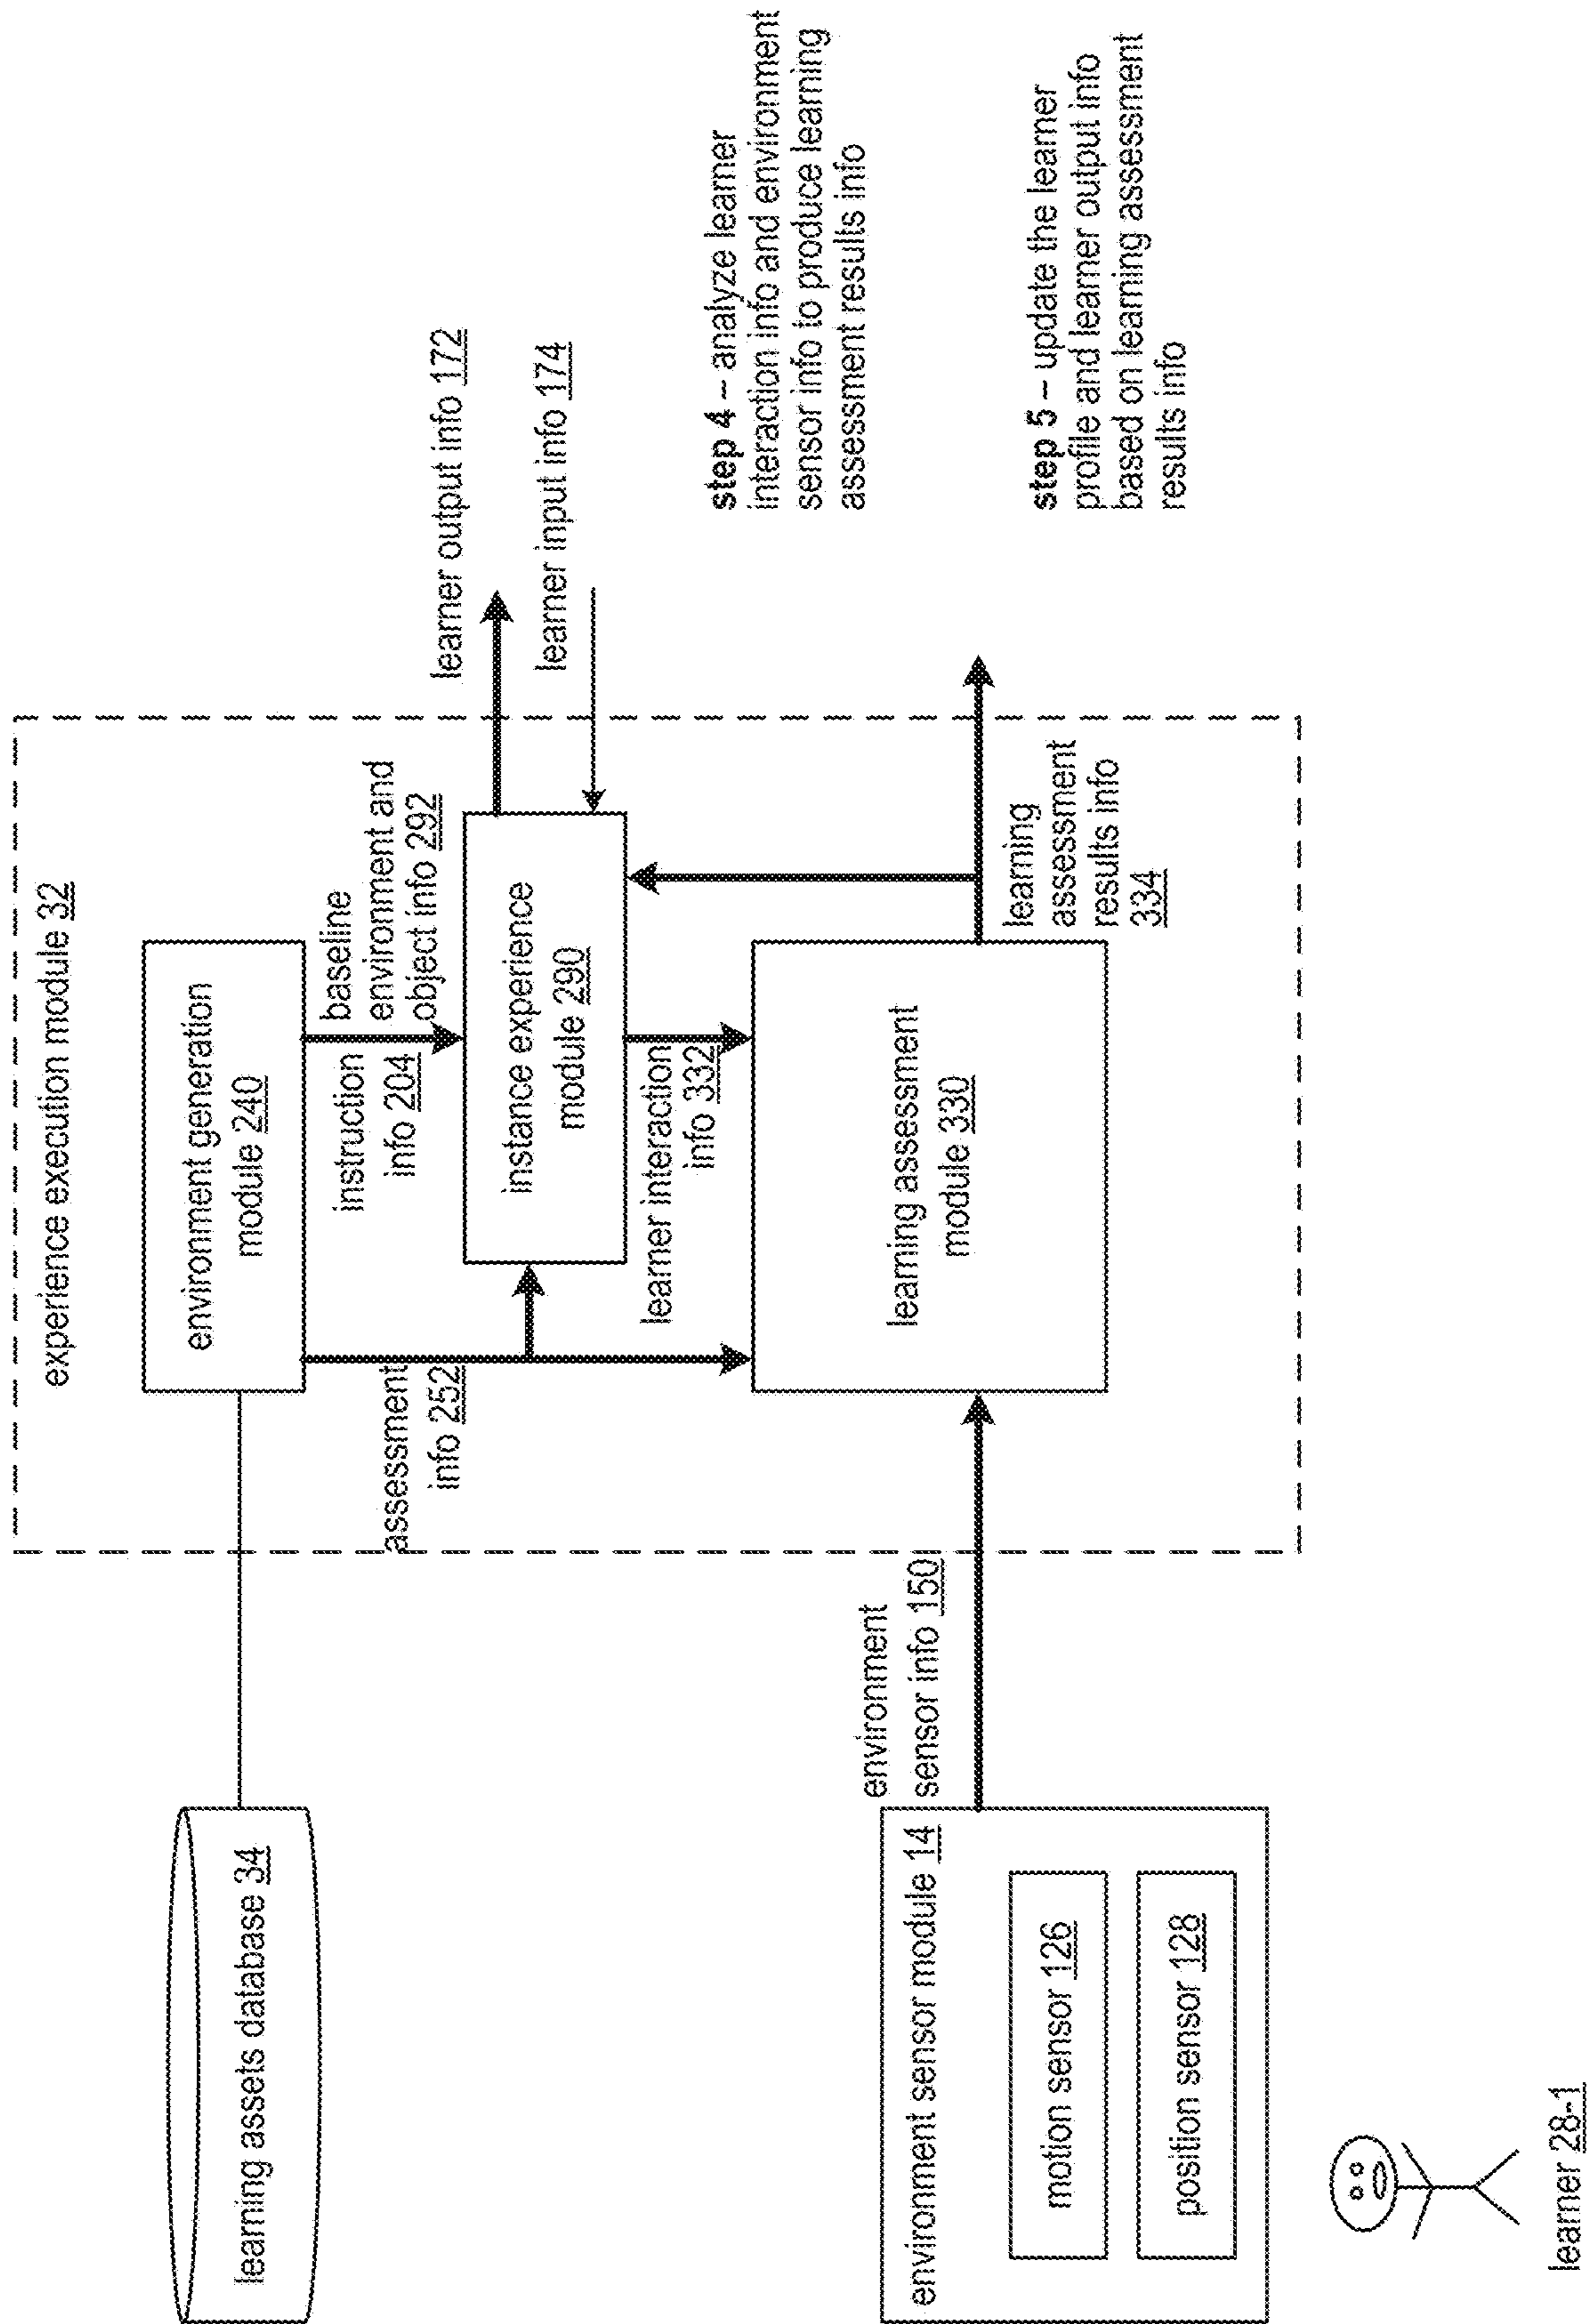 experience execution module 32
learning assets database 34
environment generation
module 240
assessment
info 252
instruction
info 204
baseline
environment and
object info 292
instance experience
module 290
learner output info 172
learner input info 174
learner interaction
info 332
environment
sensor info 150
environment sensor module 14
motion sensor 126
position sensor 128
learner 28-1
learning assessment
module 330
learning
assessment
results info
334
step 4 – analyze learner
interaction info and environment
sensor info to produce learning
assessment results info
step 5 – update the learner
profile and learner output info
based on learning assessment
results info